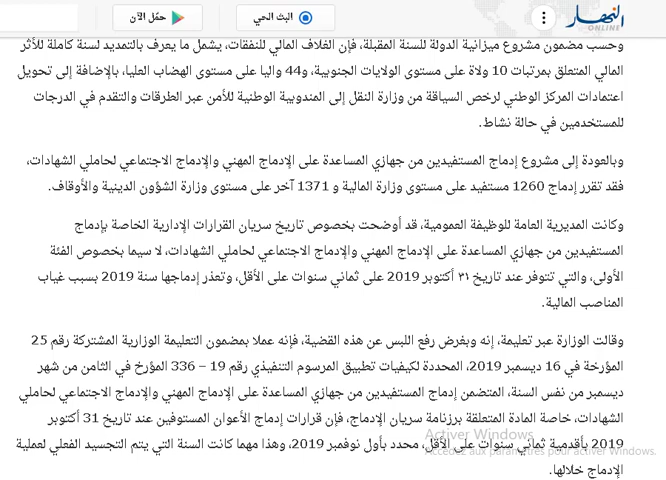 النهار
ONLINE
البث الحي
حمّل الآن
وحسب مضمون مشروع ميزانية الدولة للسنة المقبلة، فإن الغلاف المالي للنفقات، يشمل ما يعرف بالتمديد لسنة كاملة للأثر
المالي المتعلق بمرتبات 10 ولاة على مستوى الولايات الجنوبية، و44 واليا على مستوى الهضاب العليا، بالإضافة إلى تحويل
اعتمادات المركز الوطني لرخص السياقة من وزارة النقل إلى المندوبية الوطنية للأمن عبر الطرقات والتقدم في الدرجات
للمستخدمين في حالة نشاط.
وبالعودة إلى مشروع إدماج المستفيدين من جهازي المساعدة على الإدماج المهني والإدماج الاجتماعي لحاملي الشهادات،
فقد تقرر إدماج 1260 مستفيد على مستوى وزارة المالية و 1371 آخر على مستوى وزارة الشؤون الدينية والأوقاف.
وكانت المديرية العامة للوظيفة العمومية، قد أوضحت بخصوص تاريخ سريان القرارات الإدارية الخاصة بإدماج
المستفيدين من جهازي المساعدة على الإدماج المهني والإدماج الاجتماعي لحاملي الشهادات، لا سيما بخصوص الفئة
الأولى، والتي تتوفر عند تاريخ ٣١ أكتوبر 2019 على ثماني سنوات على الأقل، وتعذر إدماجها سنة 2019 بسبب غياب
المناصب المالية.
وقالت الوزارة عبر تعليمة، إنه وبغرض رفع اللبس عن هذه القضية، فإنه عملا بمضمون التعليمة الوزارية المشتركة رقم 25
المؤرخة في 16 ديسمبر 2019، المحددة لكيفيات تطبيق المرسوم التنفيذي رقم 19 – 336 المؤرخ في الثامن من شهر
ديسمبر من نفس السنة، المتضمن إدماج المستفيدين من جهازي المساعدة على الإدماج المهني والإدماج الاجتماعي لحاملي
الشهادات، خاصة المادة المتعلقة برزنامة سريان الإدماج، فإن قرارات إدماج الأعوان المستوفين عند تاريخ 31 أكتوبر
2019 بأقدمية ثماني سنوات على الأقل، محدد بأول نوفمبر 2019، وهذا مهما كانت السنة التي يتم التجسيد الفعلي لعملية
الإدماج خلالها.
Activer Windows
Accédez aux paramètres pour activer Windows.